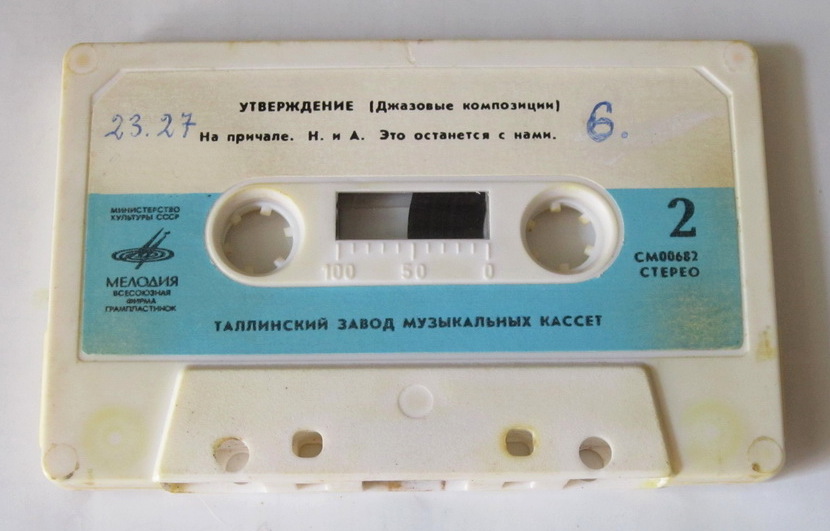 УТВЕРЖДЕНИЕ (Джазовые композиции)
23.27 На причале. Н. и А. Это останется с нами. 6.
МИНИСТЕРСТВО
КУЛЬТУРЫ СССР
МЕЛОДИЯ
ВСЕСОЮЗНАЯ
ФИРМА
ГРАМПЛАСТИНОК
2
СМ00682
СТЕРЕО
100 50 0
ТАЛЛИНСКИЙ ЗАВОД МУЗЫКАЛЬНЫХ КАССЕТ